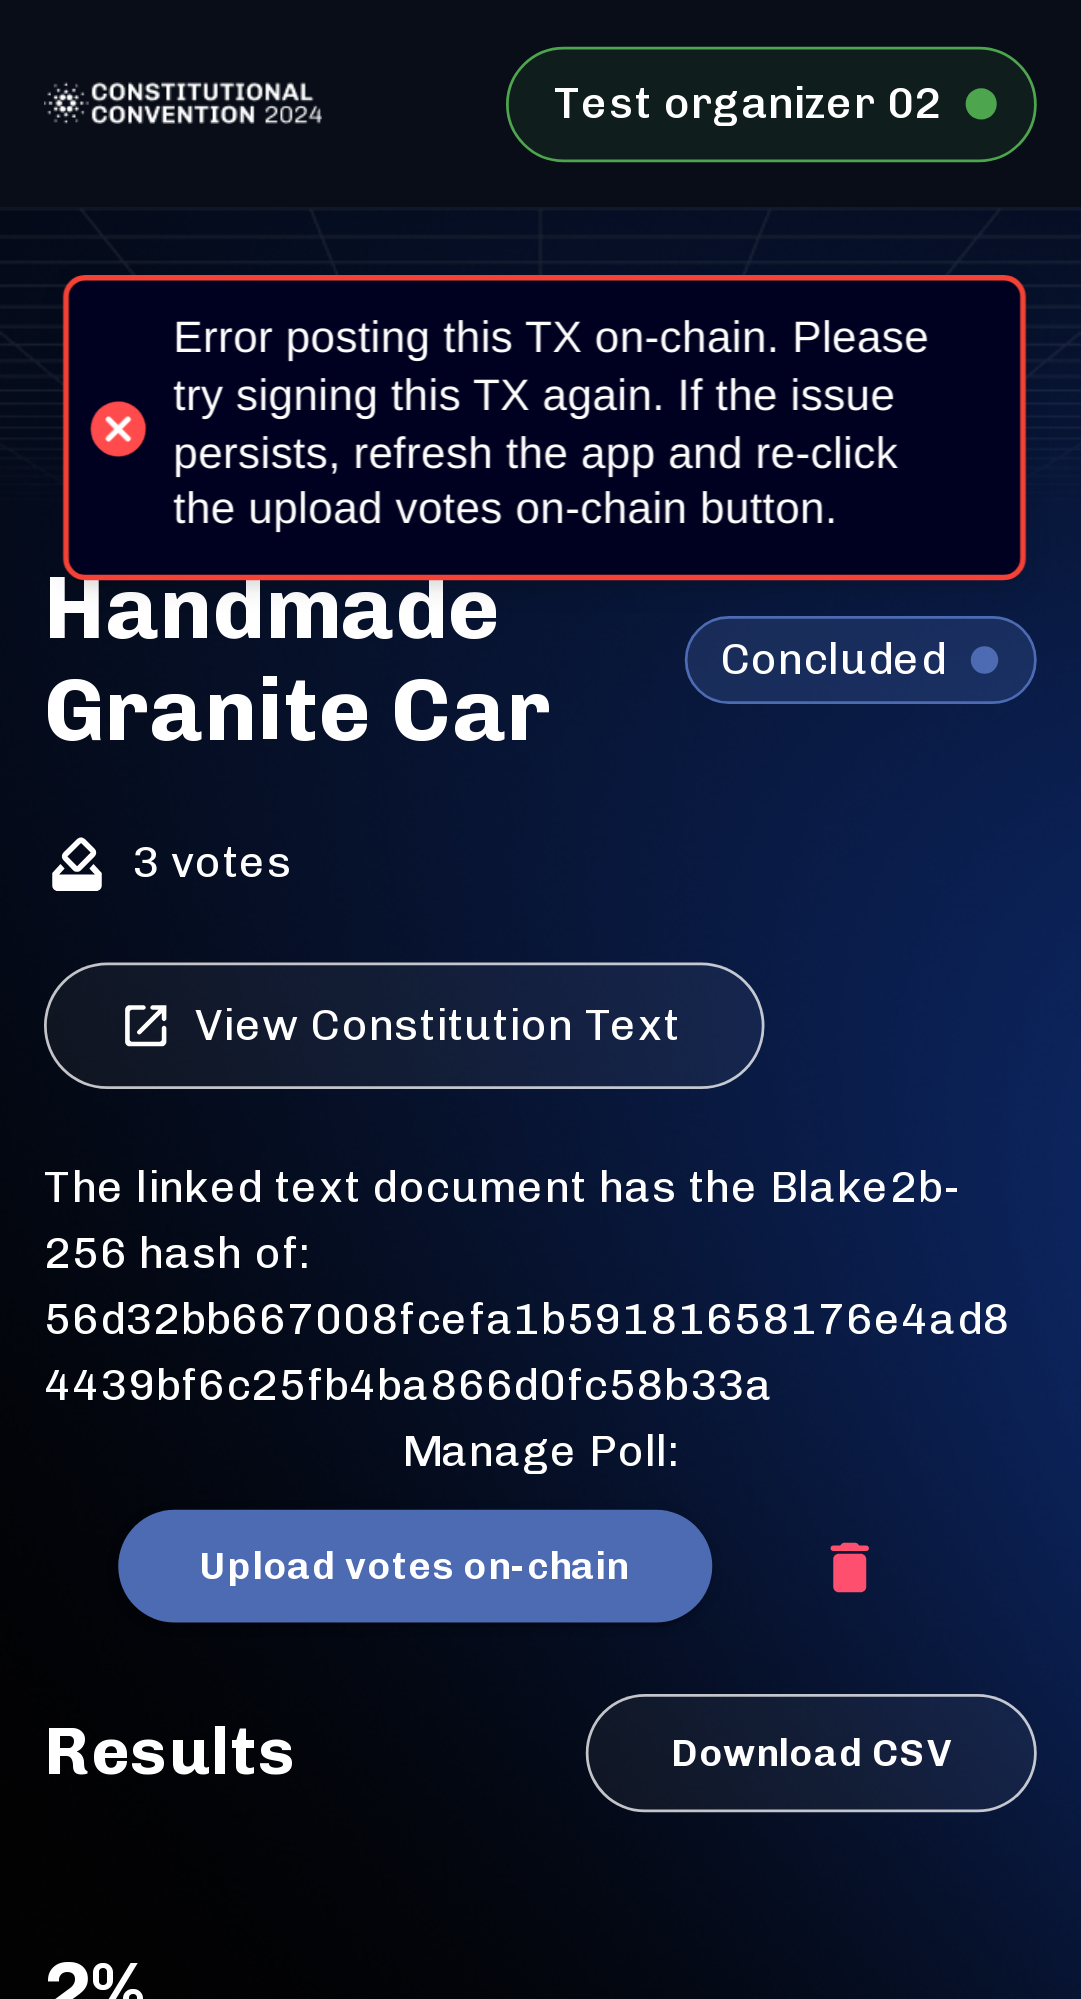 CONSTITUTIONAL
CONVENTION 2024
Test organizer 02
Error posting this TX on-chain. Please
try signing this TX again. If the issue
persists, refresh the app and re-click
the upload votes on-chain button.
Handmade
Granite Car
Concluded
3 votes
View Constitution Text
The linked text document has the Blake2b-
256 hash of:
56d32bb667008fcefa1b59181658176e4ad8
4439bf6c25fb4ba866d0fc58b33a
Manage Poll:
Upload votes on-chain
Results
Download CSV
2%